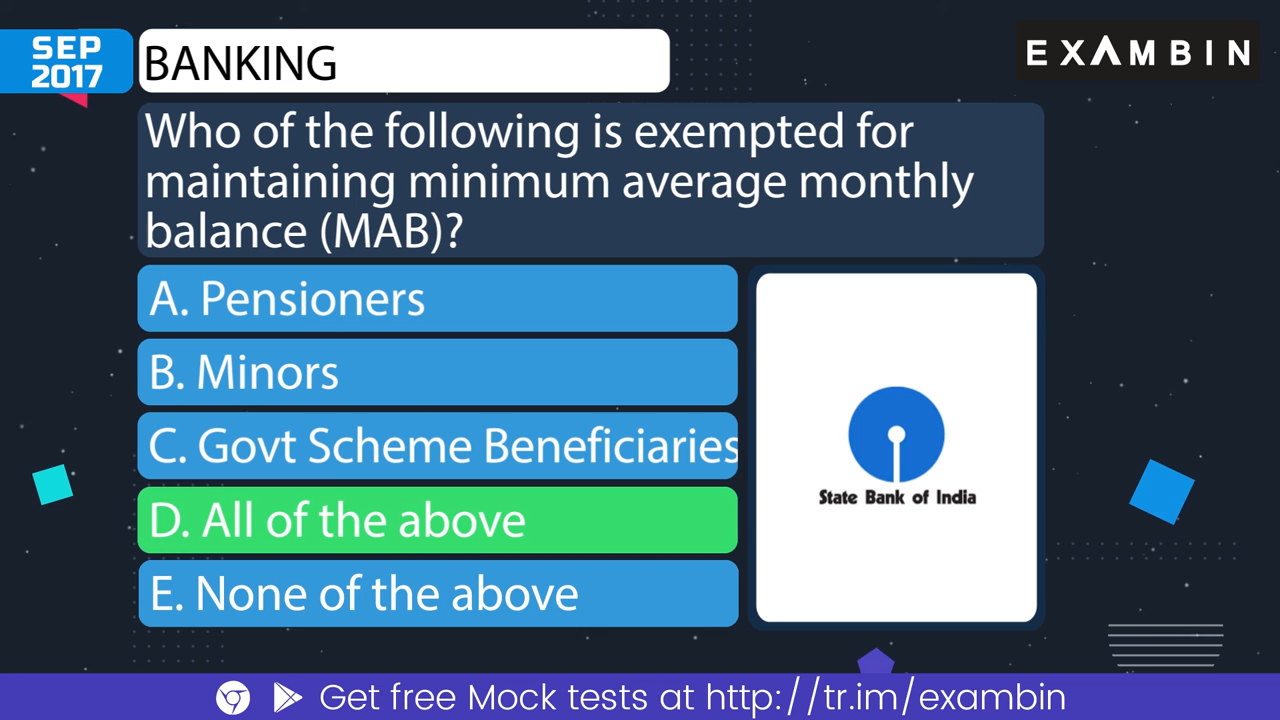 SEP
2017
BANKING
EXAMBIN
Who of the following is exempted for
maintaining minimum average monthly
balance (MAB)?
A. Pensioners
B. Minors
C. Govt Scheme Beneficiaries
D. All of the above
E. None of the above
State Bank of India
Get free Mock tests at http://tr.im/exambin